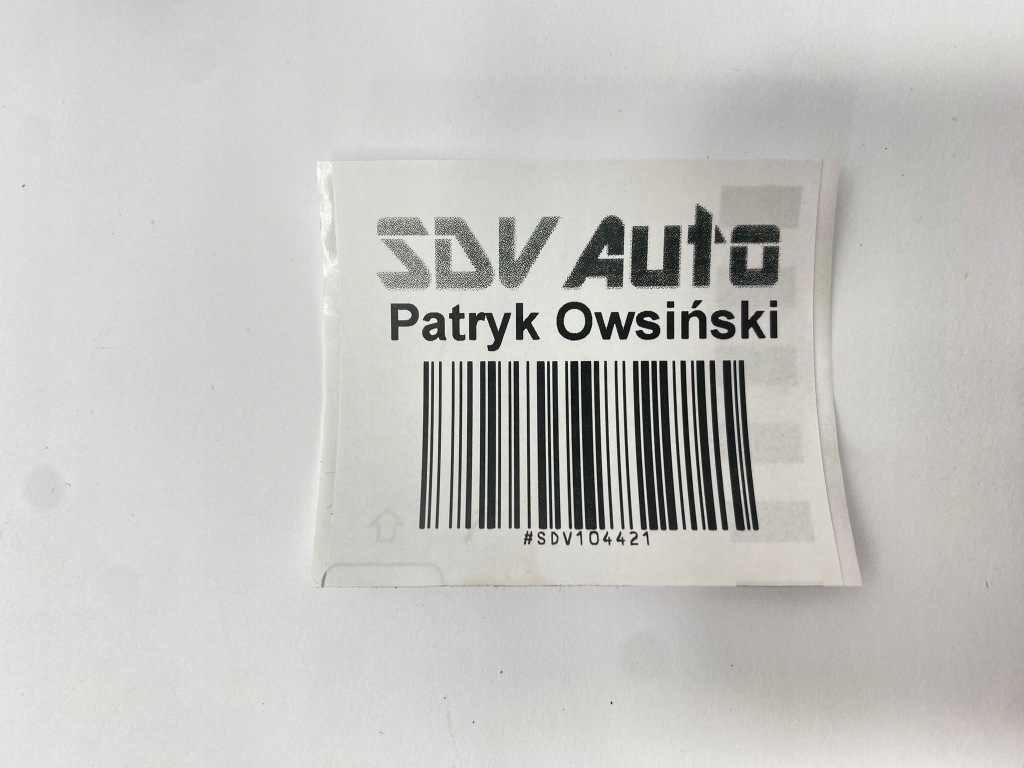 SDV Auto
Patryk Owsiński
#SDV104421